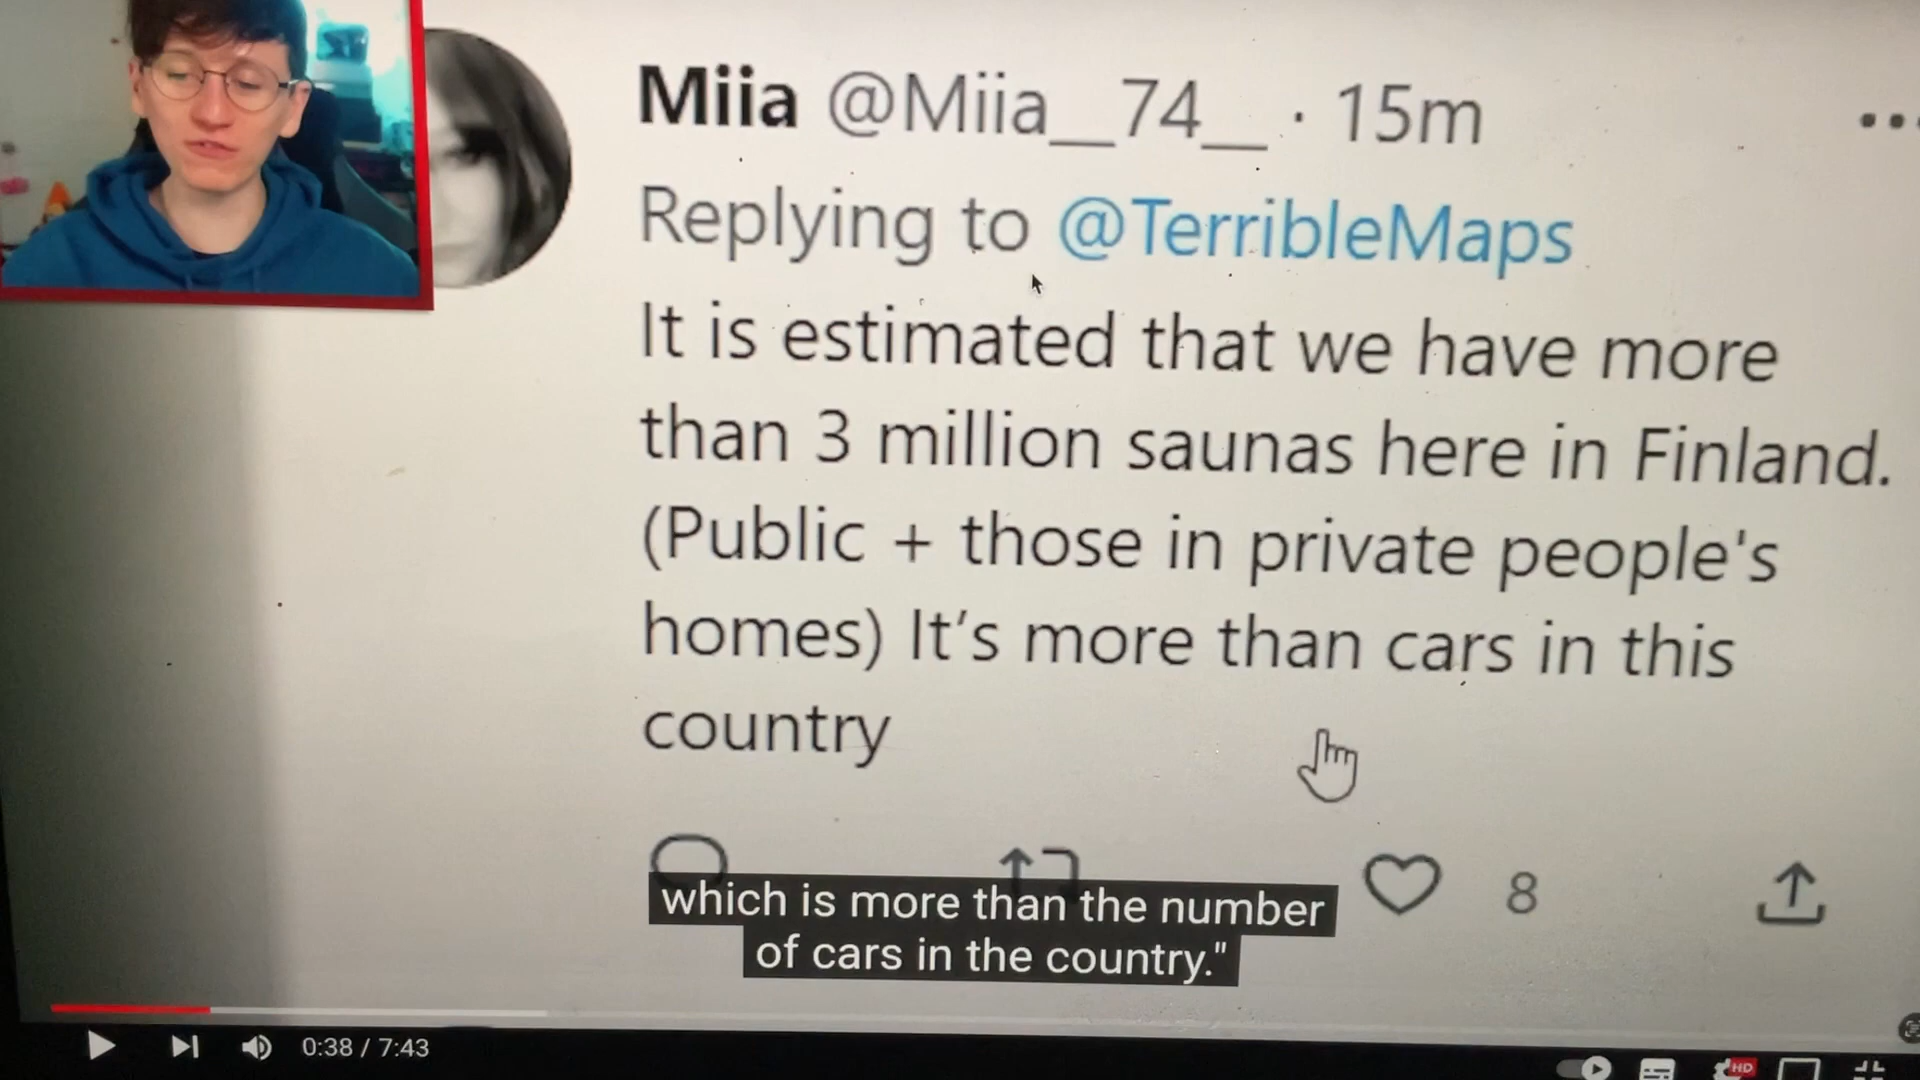 Miia @Miia__74__ · 15m
Replying to @TerribleMaps
It is estimated that we have more
than 3 million saunas here in Finland.
(Public + those in private people's
homes) It's more than cars in this
country
8
which is more than the number
of cars in the country."
0:38 / 7:43
HD